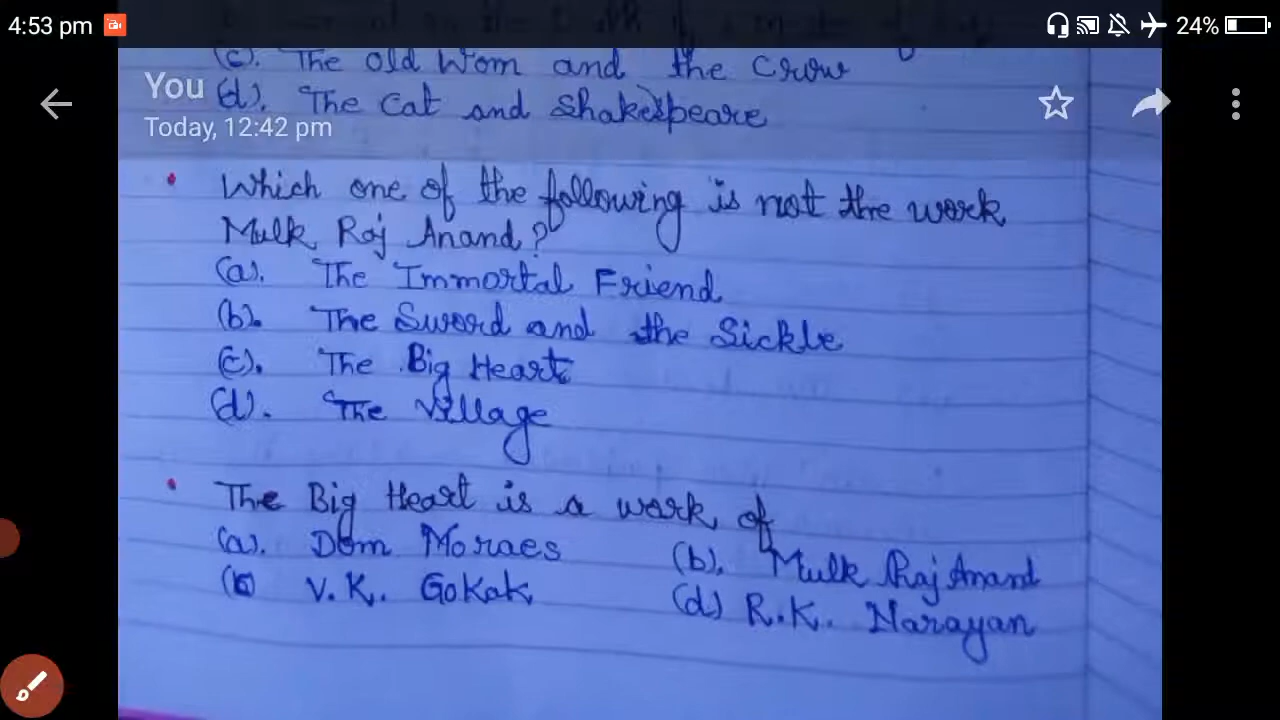 4:53 pm
24%
(c). The old Wom and the Crow
You
(d). The Cat and Shakespeare
Today, 12:42 pm
Which one of the following is not the work
Mulk Raj Anand?
(a). The Immortal Friend
(b). The Sword and the Sickle
(c). The Big Heart
(d). The Village
The Big Heart is a work of
(a). Dom Moraes (b). Mulk Raj Anand
(c V.K. Gokak (d) R.K. Narayan